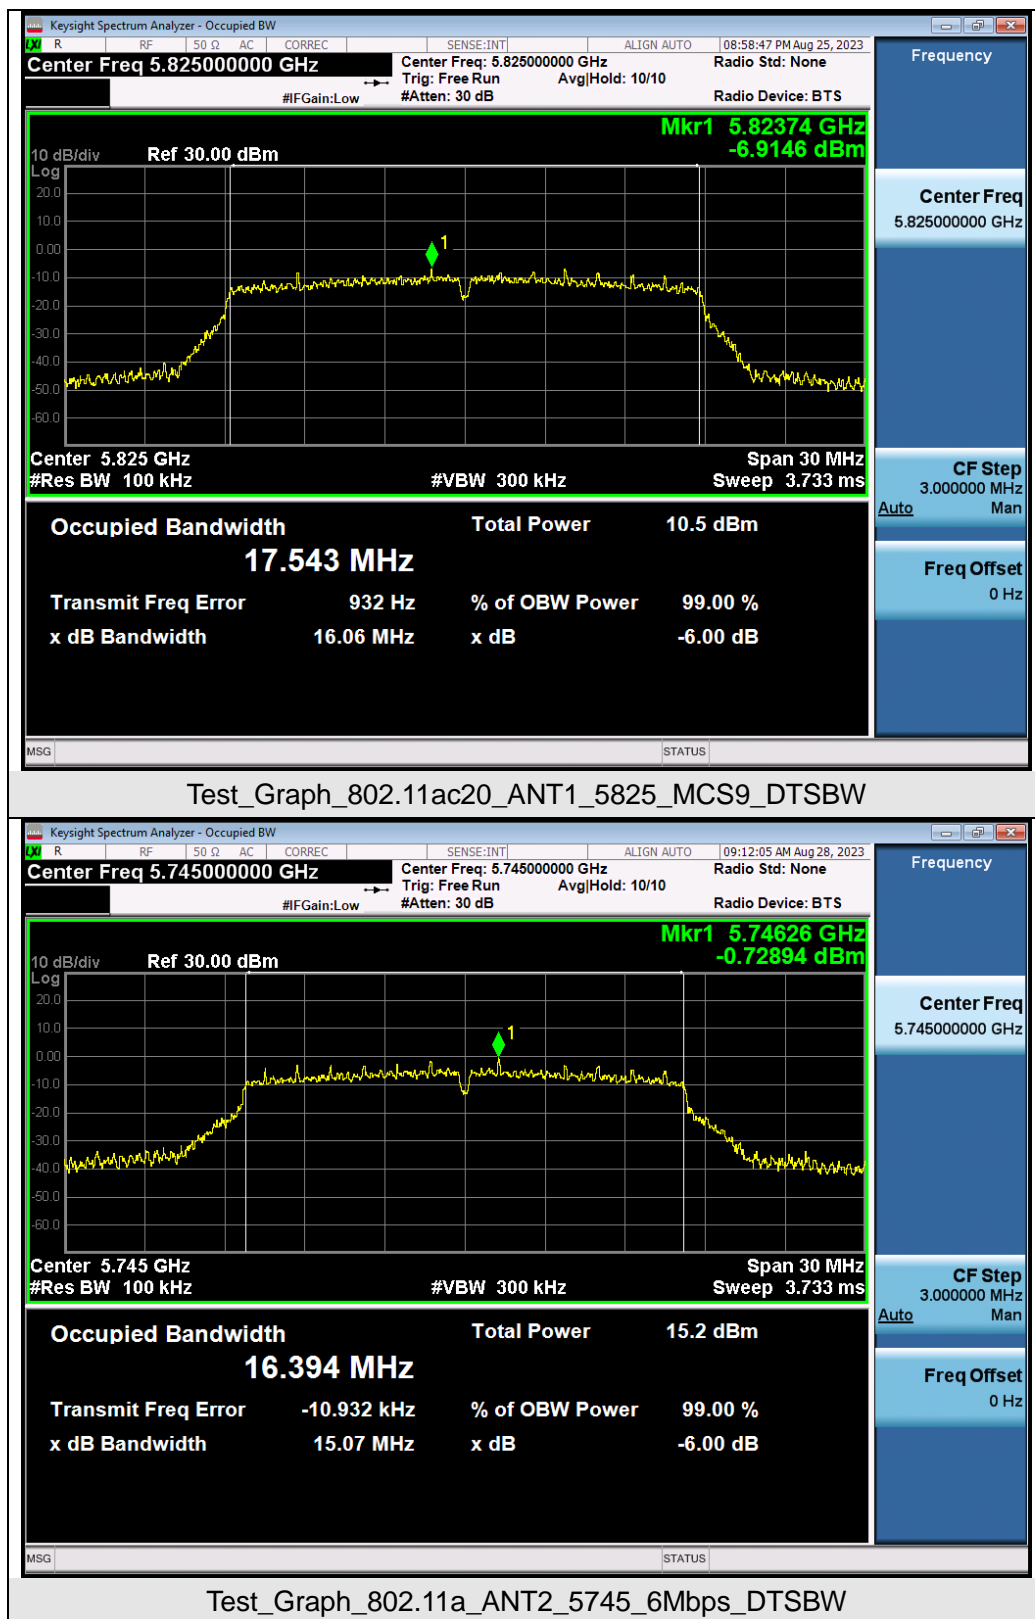 Keysight Spectrum Analyzer - Occupied BW
LXI R RF 50 Ω AC CORREC SENSE:INT ALIGN AUTO 08:58:47 PM Aug 25, 2023
Center Freq 5.825000000 GHz
Center Freq: 5.825000000 GHz
Radio Std: None
Trig: Free Run Avg|Hold: 10/10
#IFGain:Low
#Atten: 30 dB
Radio Device: BTS
Mkr1 5.82374 GHz
-6.9146 dBm
10 dB/div Ref 30.00 dBm
Log
20.0
10.0
0.00
-10.0
-20.0
-30.0
-40.0
-50.0
-60.0
1
Center 5.825 GHz
Span 30 MHz
#Res BW 100 kHz
#VBW 300 kHz
Sweep 3.733 ms
Occupied Bandwidth
Total Power 10.5 dBm
17.543 MHz
Transmit Freq Error 932 Hz % of OBW Power 99.00 %
x dB Bandwidth 16.06 MHz x dB -6.00 dB
MSG
STATUS
Frequency
Center Freq
5.825000000 GHz
CF Step
3.000000 MHz
Auto Man
Freq Offset
0 Hz
Test_Graph_802.11ac20_ANT1_5825_MCS9_DTSBW
Keysight Spectrum Analyzer - Occupied BW
LXI R RF 50 Ω AC CORREC SENSE:INT ALIGN AUTO 09:12:05 AM Aug 28, 2023
Center Freq 5.745000000 GHz
Center Freq: 5.745000000 GHz
Radio Std: None
Trig: Free Run Avg|Hold: 10/10
#IFGain:Low
#Atten: 30 dB
Radio Device: BTS
Mkr1 5.74626 GHz
-0.72894 dBm
10 dB/div Ref 30.00 dBm
Log
20.0
10.0
0.00
-10.0
-20.0
-30.0
-40.0
-50.0
-60.0
1
Center 5.745 GHz
Span 30 MHz
#Res BW 100 kHz
#VBW 300 kHz
Sweep 3.733 ms
Occupied Bandwidth
Total Power 15.2 dBm
16.394 MHz
Transmit Freq Error -10.932 kHz % of OBW Power 99.00 %
x dB Bandwidth 15.07 MHz x dB -6.00 dB
MSG
STATUS
Frequency
Center Freq
5.745000000 GHz
CF Step
3.000000 MHz
Auto Man
Freq Offset
0 Hz
Test_Graph_802.11a_ANT2_5745_6Mbps_DTSBW